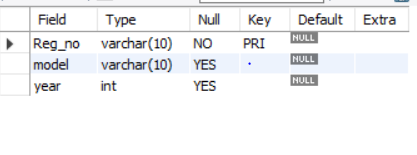 Field Type Null Key Default Extra
Reg_no varchar(10) NO PRI NULL
model varchar(10) YES NULL
year int YES NULL